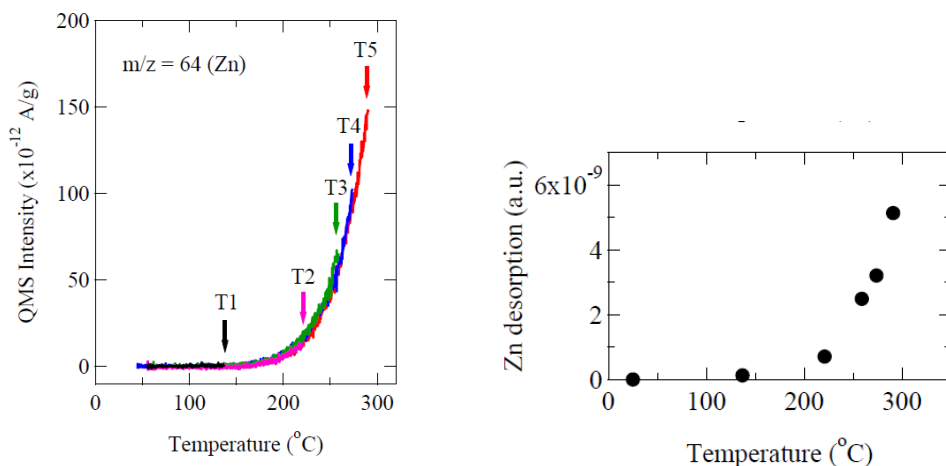 200
150
100
50
0
QMS Intensity (x10⁻¹² A/g)
m/z = 64 (Zn)
T5
T4
T3
T2
T1
0 100 200 300
Temperature (°C)
6x10⁻⁹
4
2
0
Zn desorption (a.u.)
0 100 200 300
Temperature (°C)